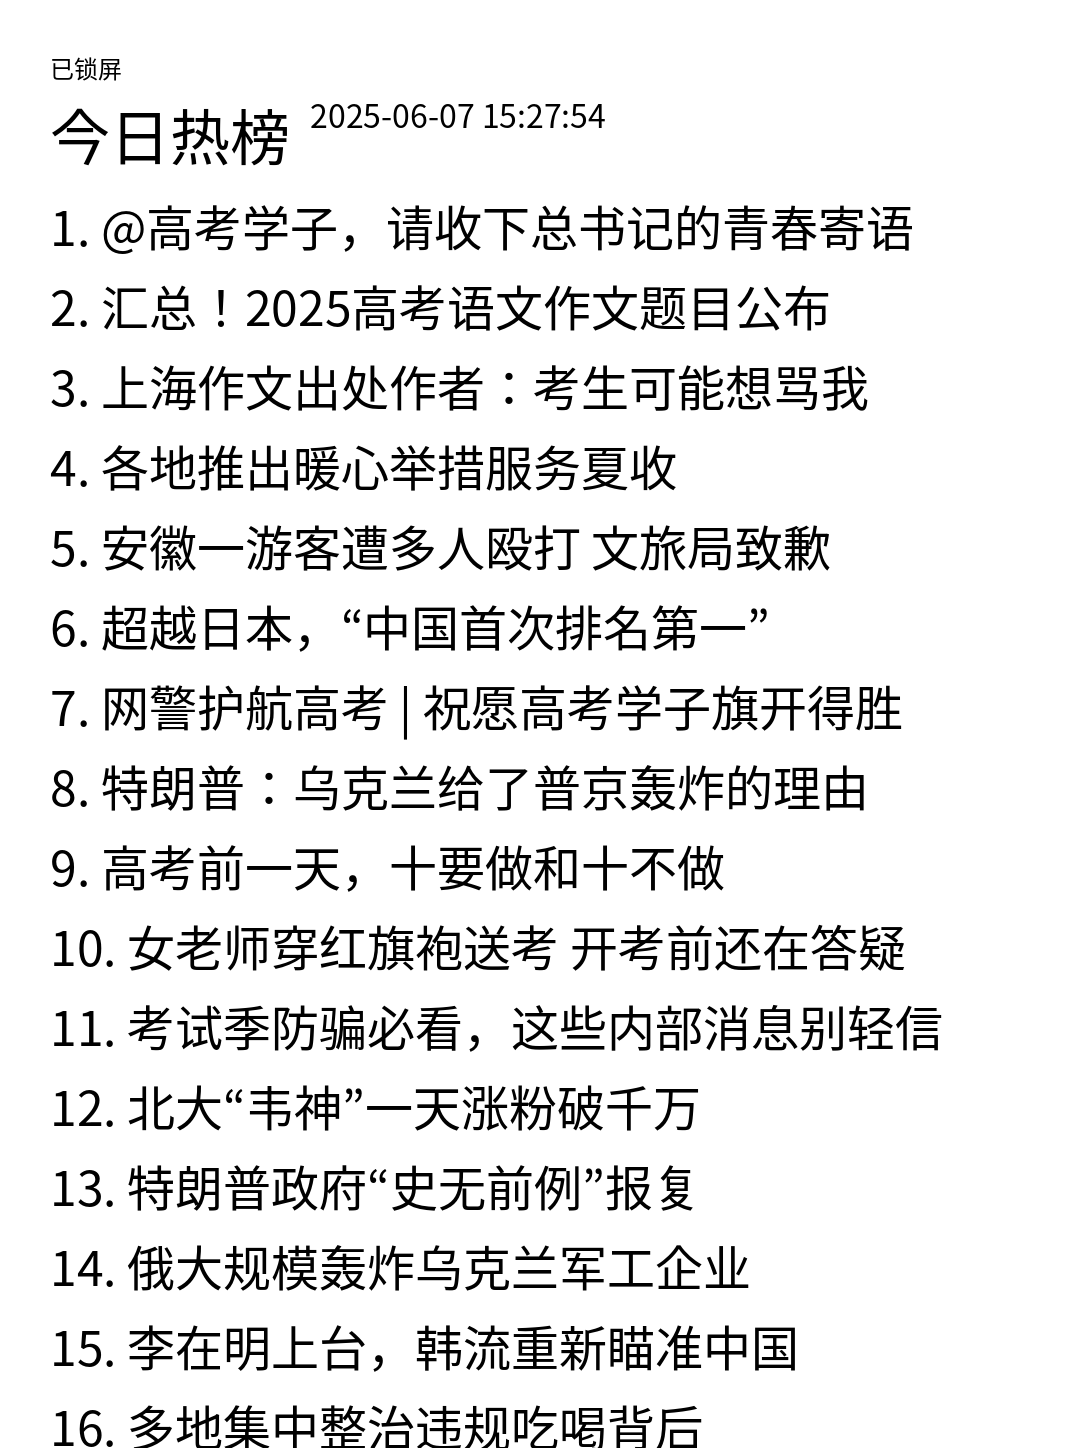 已锁屏
今日热榜 2025-06-07 15:27:54
1. @高考学子，请收下总书记的青春寄语
2. 汇总！2025高考语文作文题目公布
3. 上海作文出处作者：考生可能想骂我
4. 各地推出暖心举措服务夏收
5. 安徽一游客遭多人殴打 文旅局致歉
6. 超越日本，“中国首次排名第一”
7. 网警护航高考 | 祝愿高考学子旗开得胜
8. 特朗普：乌克兰给了普京轰炸的理由
9. 高考前一天，十要做和十不做
10. 女老师穿红旗袍送考 开考前还在答疑
11. 考试季防骗必看，这些内部消息别轻信
12. 北大“韦神”一天涨粉破千万
13. 特朗普政府“史无前例”报复
14. 俄大规模轰炸乌克兰军工企业
15. 李在明上台，韩流重新瞄准中国
16. 多地集中整治违规吃喝背后